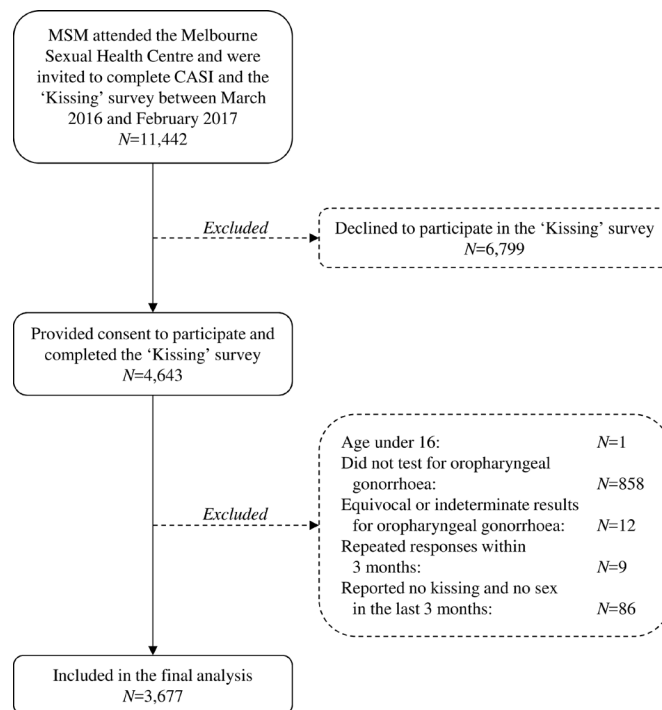 MSM attended the Melbourne
Sexual Health Centre and were
invited to complete CASI and the
‘Kissing’ survey between March
2016 and February 2017
N=11,442
Excluded
Declined to participate in the ‘Kissing’ survey
N=6,799
Provided consent to participate and
completed the ‘Kissing’ survey
N=4,643
Excluded
Age under 16: N=1
Did not test for oropharyngeal
gonorrhoea: N=858
Equivocal or indeterminate results
for oropharyngeal gonorrhoea: N=12
Repeated responses within
3 months: N=9
Reported no kissing and no sex
in the last 3 months: N=86
Included in the final analysis
N=3,677